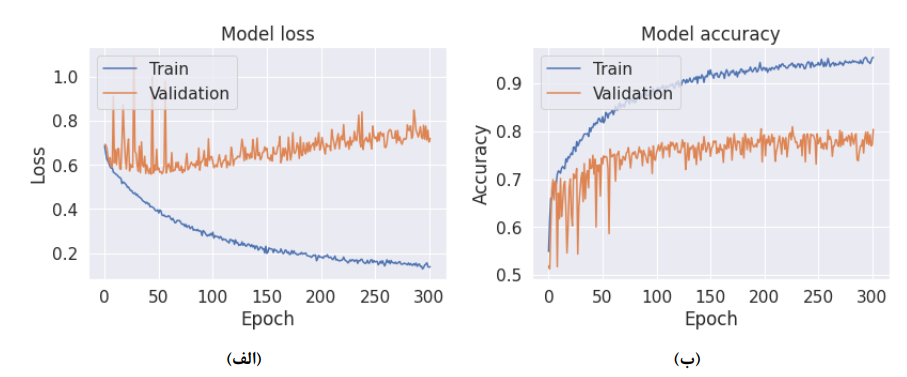 Model loss
Train
Validation
1.0
0.8
0.6
0.4
0.2
Loss
0 50 100 150 200 250 300
Epoch
(الف)
Model accuracy
Train
Validation
0.9
0.8
0.7
0.6
0.5
Accuracy
0 50 100 150 200 250 300
Epoch
(ب)